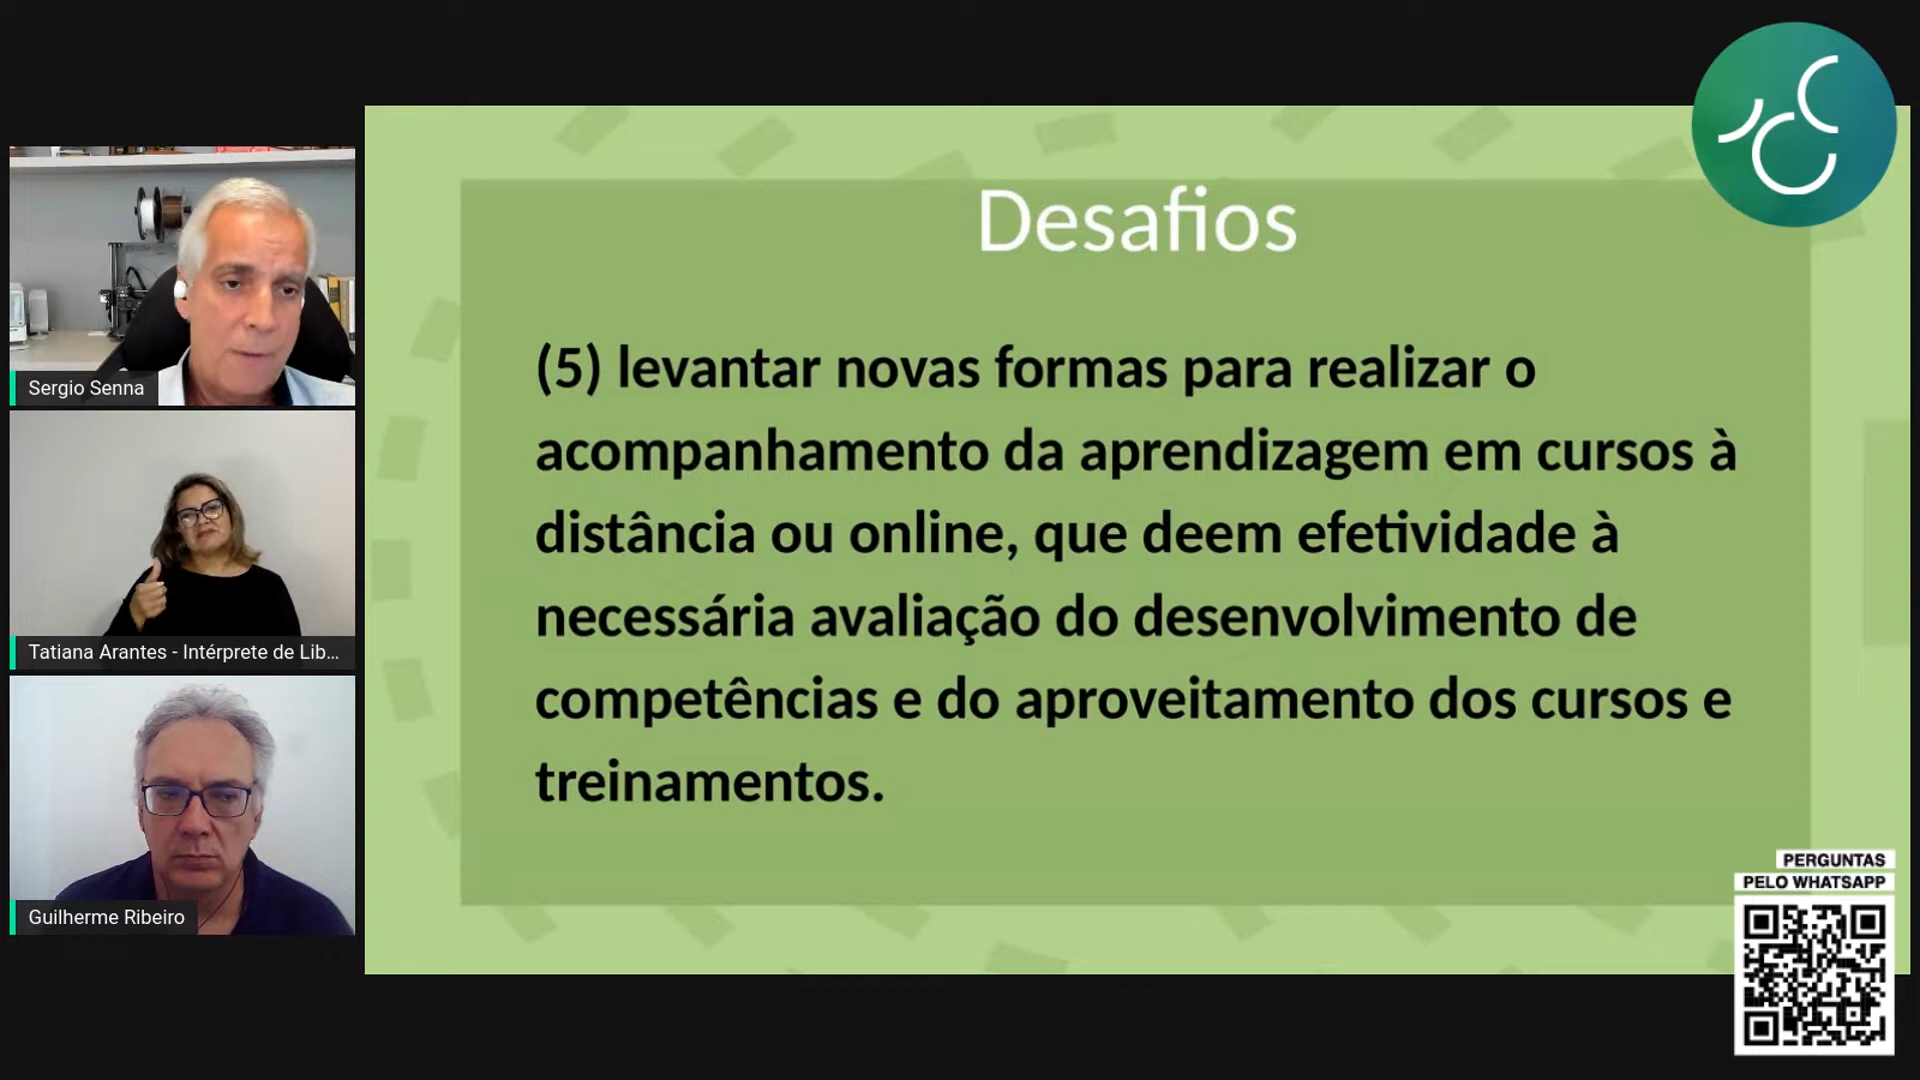 Sergio Senna
Tatiana Arantes - Intérprete de Lib...
Guilherme Ribeiro
Desafios
(5) levantar novas formas para realizar o
acompanhamento da aprendizagem em cursos à
distância ou online, que deem efetividade à
necessária avaliação do desenvolvimento de
competências e do aproveitamento dos cursos e
treinamentos.
PERGUNTAS
PELO WHATSAPP